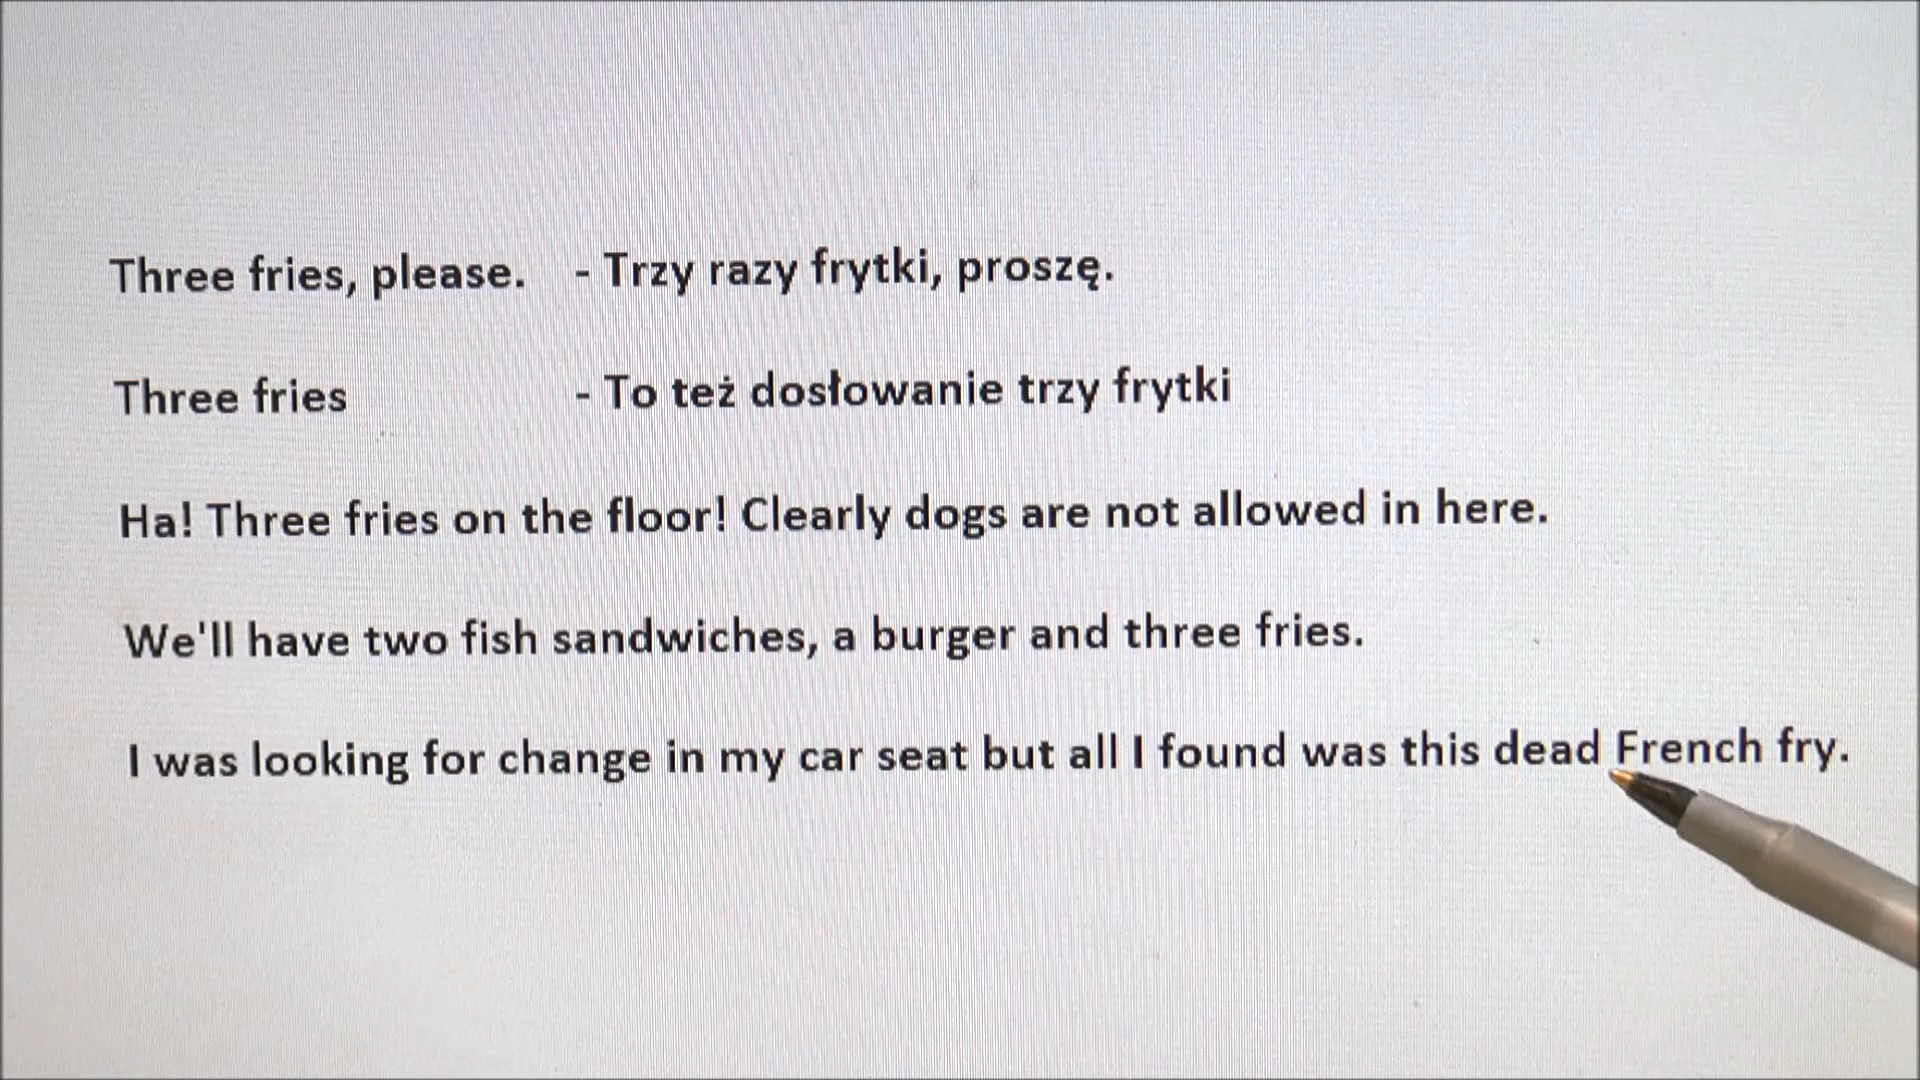 Three fries, please. - Trzy razy frytki, proszę.
Three fries - To też dosłowanie trzy frytki
Ha! Three fries on the floor! Clearly dogs are not allowed in here.
We'll have two fish sandwiches, a burger and three fries.
I was looking for change in my car seat but all I found was this dead French fry.